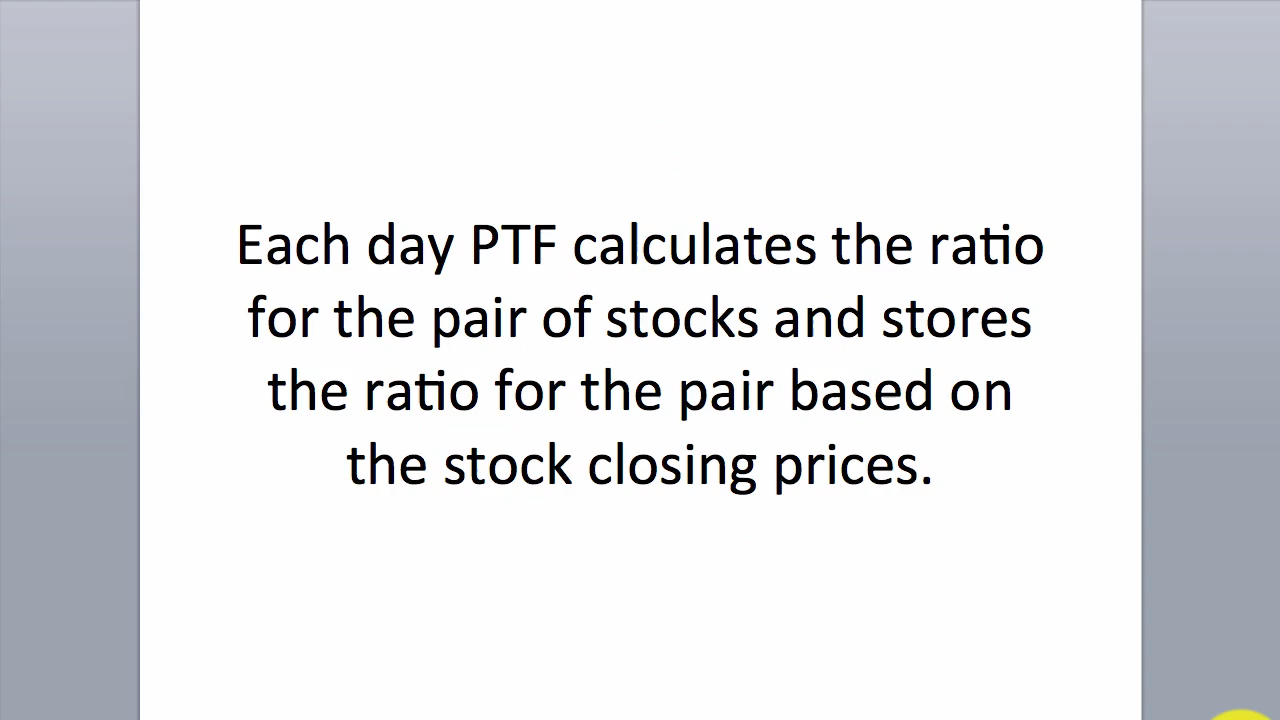 Each day PTF calculates the ratio
for the pair of stocks and stores
the ratio for the pair based on
the stock closing prices.